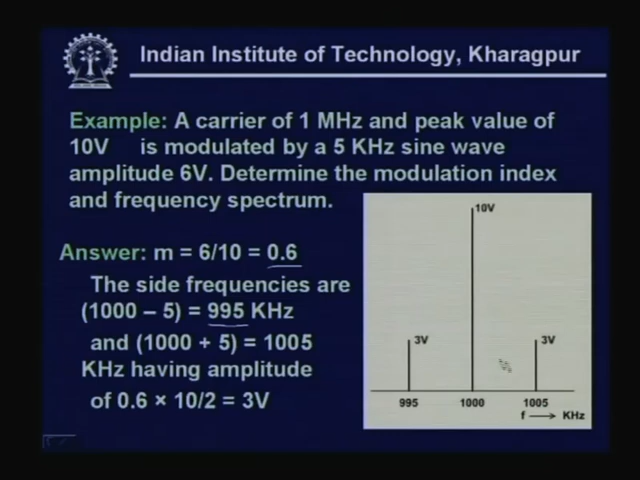 Indian Institute of Technology, Kharagpur
Example: A carrier of 1 MHz and peak value of
10V is modulated by a 5 KHz sine wave
amplitude 6V. Determine the modulation index
and frequency spectrum.
Answer: m = 6/10 = 0.6
The side frequencies are
(1000 – 5) = 995 KHz
and (1000 + 5) = 1005
KHz having amplitude
of 0.6 × 10/2 = 3V
10V
3V
3V
995
1000
1005
f → KHz